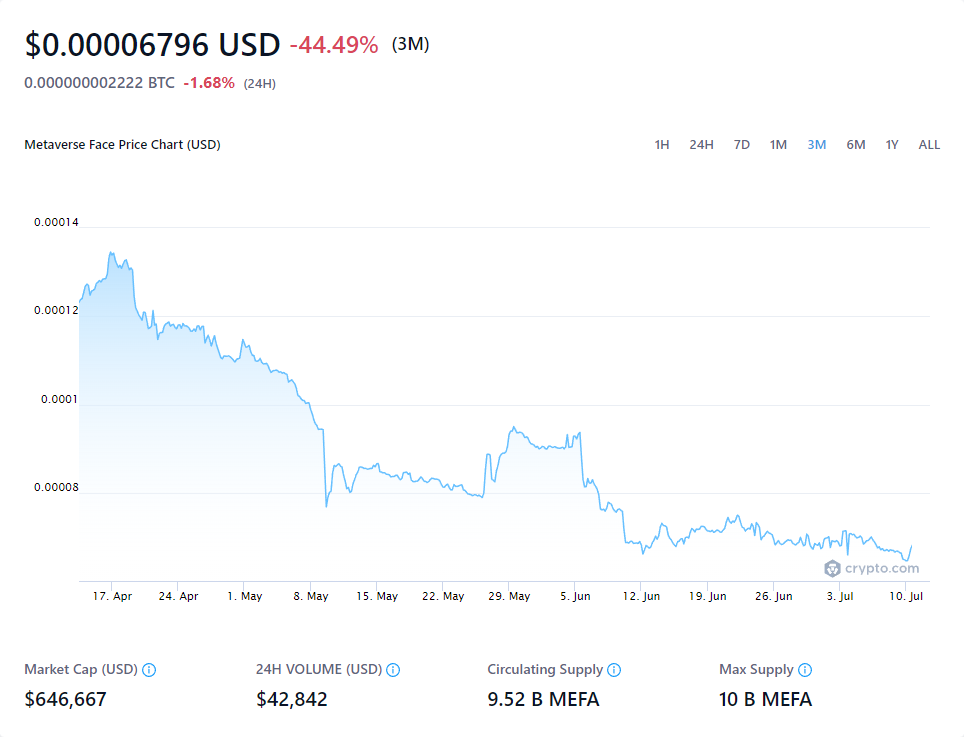 $0.00006796 USD -44.49% (3M)
0.000000002222 BTC -1.68% (24H)
Metaverse Face Price Chart (USD) 1H 24H 7D 1M 3M 6M 1Y ALL
0.00014
0.00012
0.0001
0.00008
crypto.com
17. Apr 24. Apr 1. May 8. May 15. May 22. May 29. May 5. Jun 12. Jun 19. Jun 26. Jun 3. Jul 10. Jul
Market Cap (USD) 24H VOLUME (USD) Circulating Supply Max Supply
$646,667 $42,842 9.52 B MEFA 10 B MEFA